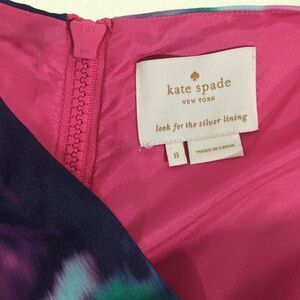 kate spade
NEW YORK
look for the silver lining
8
MADE IN CHINA